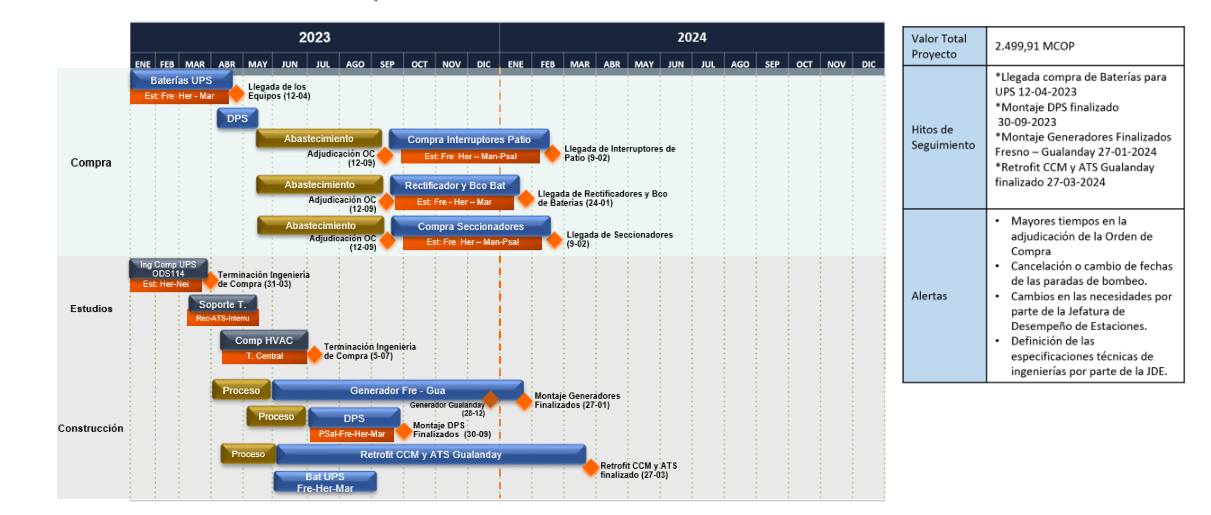 2023
2024
ENE FEB MAR ABR MAY JUN JUL AGO SEP OCT NOV DIC ENE FEB MAR ABR MAY JUN JUL AGO SEP OCT NOV DIC
Compra
Baterías UPS
Est: Fre Her - Mar
Llegada de los
Equipos (12-04)
DPS
Abastecimiento
Adjudicación OC
(12-09)
Compra Interruptores Patio
Est: Fre Her – Man-Psal
Llegada de Interruptores de
Patio (9-02)
Abastecimiento
Adjudicación OC
(12-09)
Rectificador y Bco Bat
Est: Fre - Her – Mar
Llegada de Rectificadores y Bco
de Baterias (24-01)
Abastecimiento
Adjudicación OC
(12-09)
Compra Seccionadores
Est: Fre Her – Man-Psal
Llegada de Seccionadores
(9-02)
Estudios
Ing Comp UPS
ODS114
Est: Her-Nei
Terminación Ingeniería
de Compra (31-03)
Soporte T.
Rec-ATS-Interru
Comp HVAC
T. Central
Terminación Ingeniería
de Compra (5-07)
Construcción
Proceso
Generador Fre - Gua
Generador Gualanday
(28-12)
Montaje Generadores
Finalizados (27-01)
Proceso
DPS
PSal-Fre-Her-Mar
Montaje DPS
Finalizados (30-09)
Proceso
Retrofit CCM y ATS Gualanday
Retrofit CCM y ATS
finalizado (27-03)
Bat UPS
Fre-Her-Mar
Valor Total
Proyecto
2.499,91 MCOP
Hitos de
Seguimiento
*Llegada compra de Baterías para
UPS 12-04-2023
*Montaje DPS finalizado
30-09-2023
*Montaje Generadores Finalizados
Fresno – Gualanday 27-01-2024
*Retrofit CCM y ATS Gualanday
finalizado 27-03-2024
Alertas
• Mayores tiempos en la
adjudicación de la Orden de
Compra
• Cancelación o cambio de fechas
de las paradas de bombeo.
• Cambios en las necesidades por
parte de la Jefatura de
Desempeño de Estaciones.
• Definición de las
especificaciones técnicas de
ingenierías por parte de la JDE.